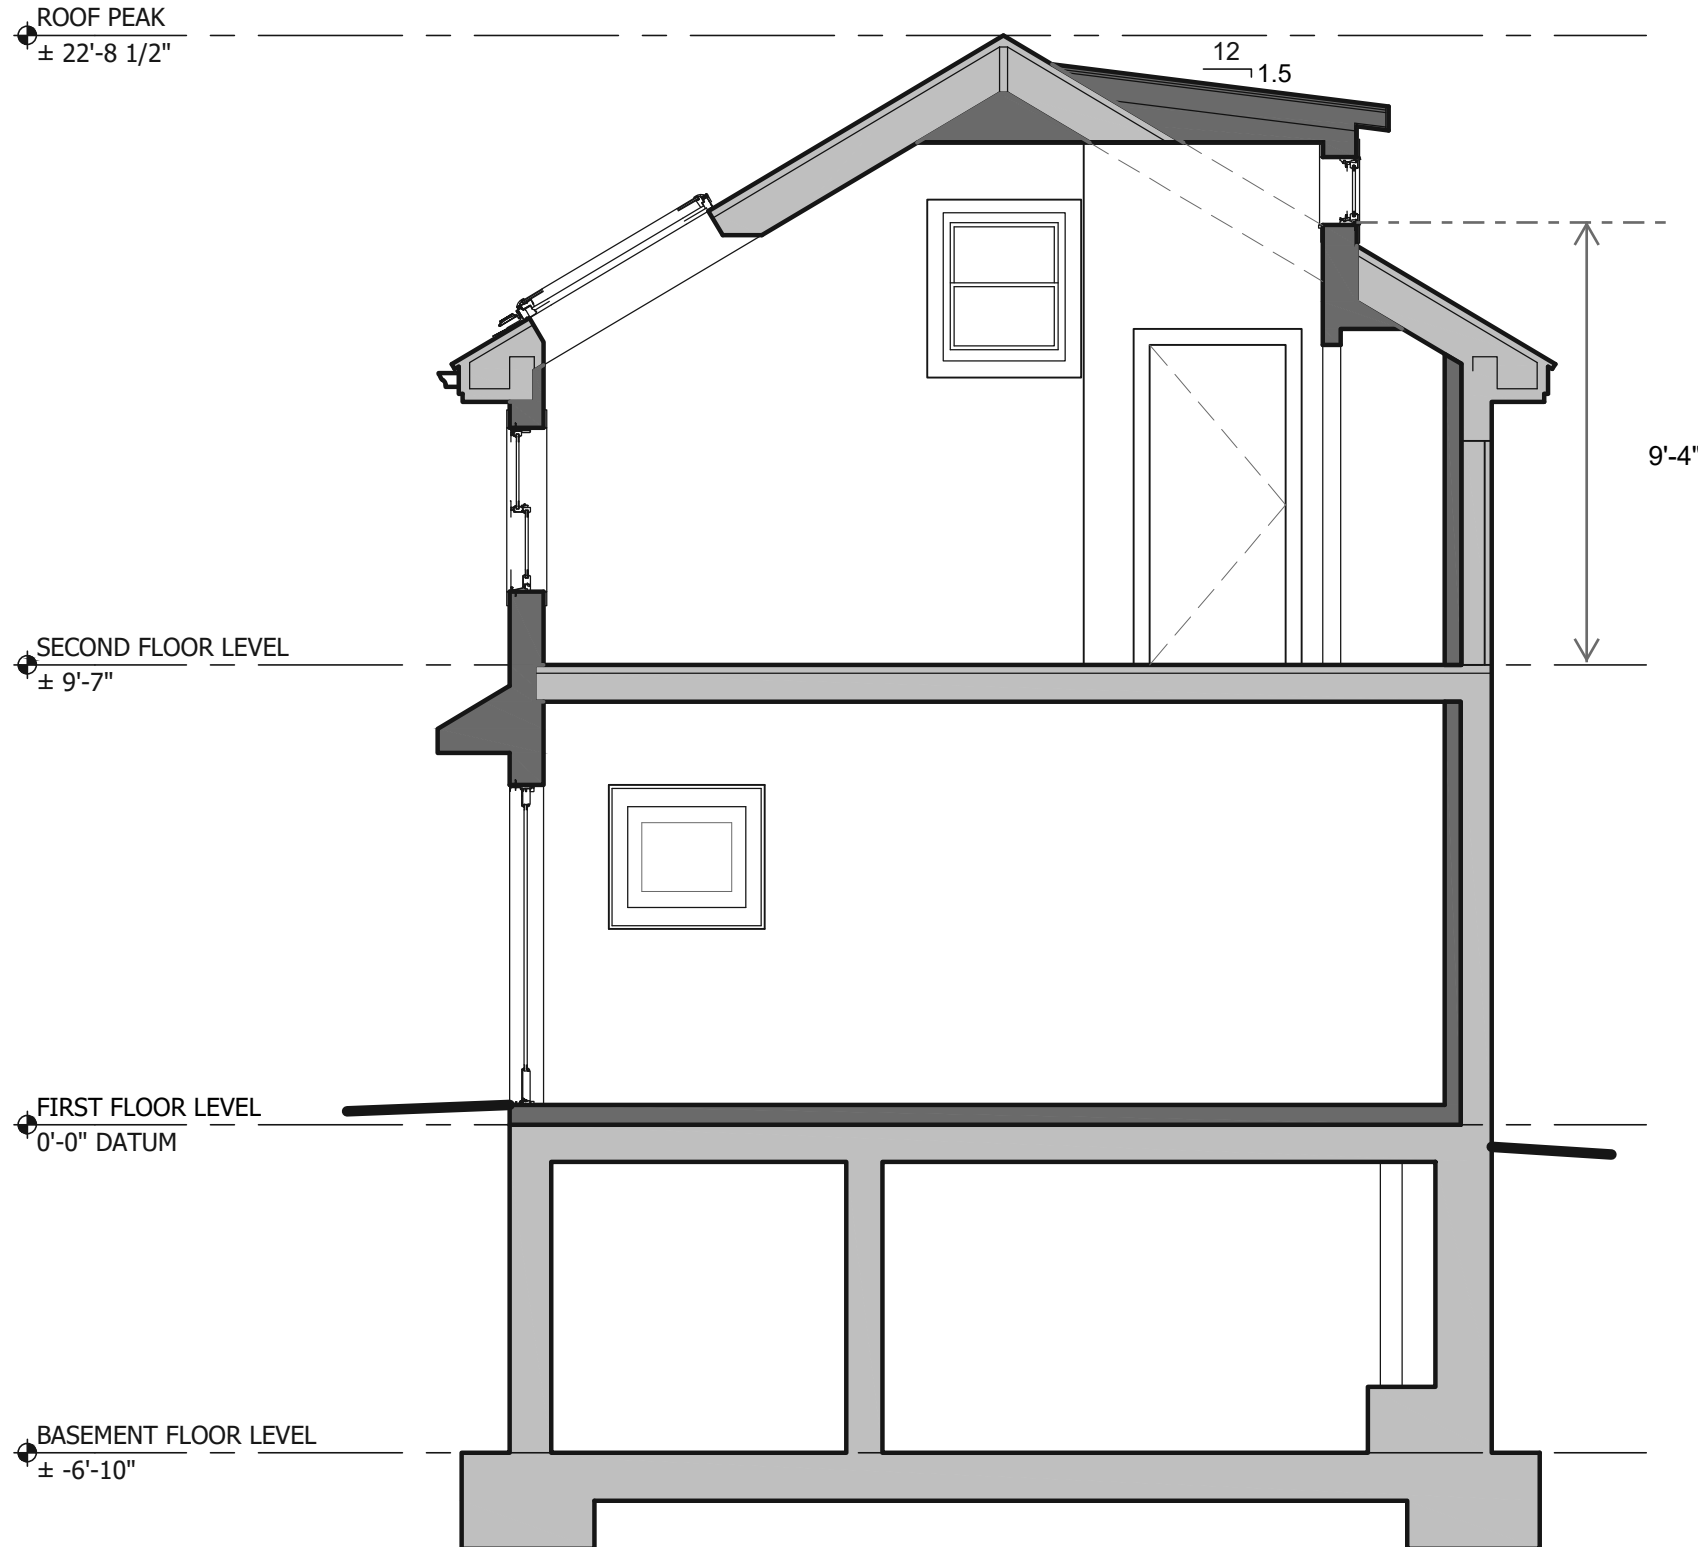 ROOF PEAK
± 22'-8 1/2"
12
1.5
9'-4"
SECOND FLOOR LEVEL
± 9'-7"
FIRST FLOOR LEVEL
0'-0" DATUM
BASEMENT FLOOR LEVEL
± -6'-10"